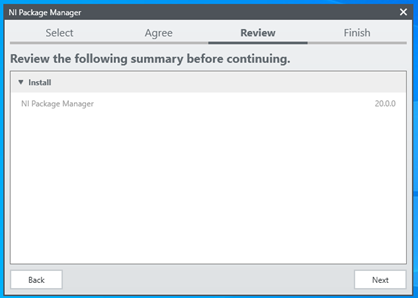 NI Package Manager
Select Agree Review Finish
Review the following summary before continuing.
Install
NI Package Manager 20.0.0
Back Next